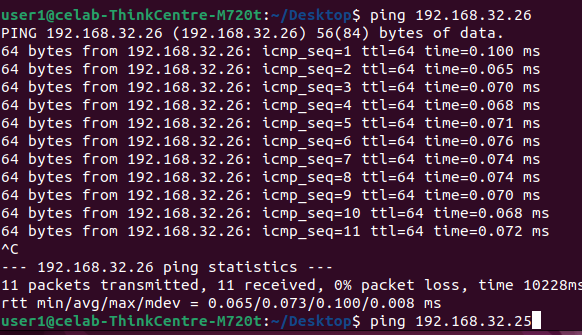 user1@celab-ThinkCentre-M720t:~/Desktop$ ping 192.168.32.26
PING 192.168.32.26 (192.168.32.26) 56(84) bytes of data.
64 bytes from 192.168.32.26: icmp_seq=1 ttl=64 time=0.100 ms
64 bytes from 192.168.32.26: icmp_seq=2 ttl=64 time=0.065 ms
64 bytes from 192.168.32.26: icmp_seq=3 ttl=64 time=0.070 ms
64 bytes from 192.168.32.26: icmp_seq=4 ttl=64 time=0.068 ms
64 bytes from 192.168.32.26: icmp_seq=5 ttl=64 time=0.071 ms
64 bytes from 192.168.32.26: icmp_seq=6 ttl=64 time=0.076 ms
64 bytes from 192.168.32.26: icmp_seq=7 ttl=64 time=0.074 ms
64 bytes from 192.168.32.26: icmp_seq=8 ttl=64 time=0.074 ms
64 bytes from 192.168.32.26: icmp_seq=9 ttl=64 time=0.070 ms
64 bytes from 192.168.32.26: icmp_seq=10 ttl=64 time=0.068 ms
64 bytes from 192.168.32.26: icmp_seq=11 ttl=64 time=0.072 ms
^C
--- 192.168.32.26 ping statistics ---
11 packets transmitted, 11 received, 0% packet loss, time 10228ms
rtt min/avg/max/mdev = 0.065/0.073/0.100/0.008 ms
user1@celab-ThinkCentre-M720t:~/Desktop$ ping 192.168.32.25